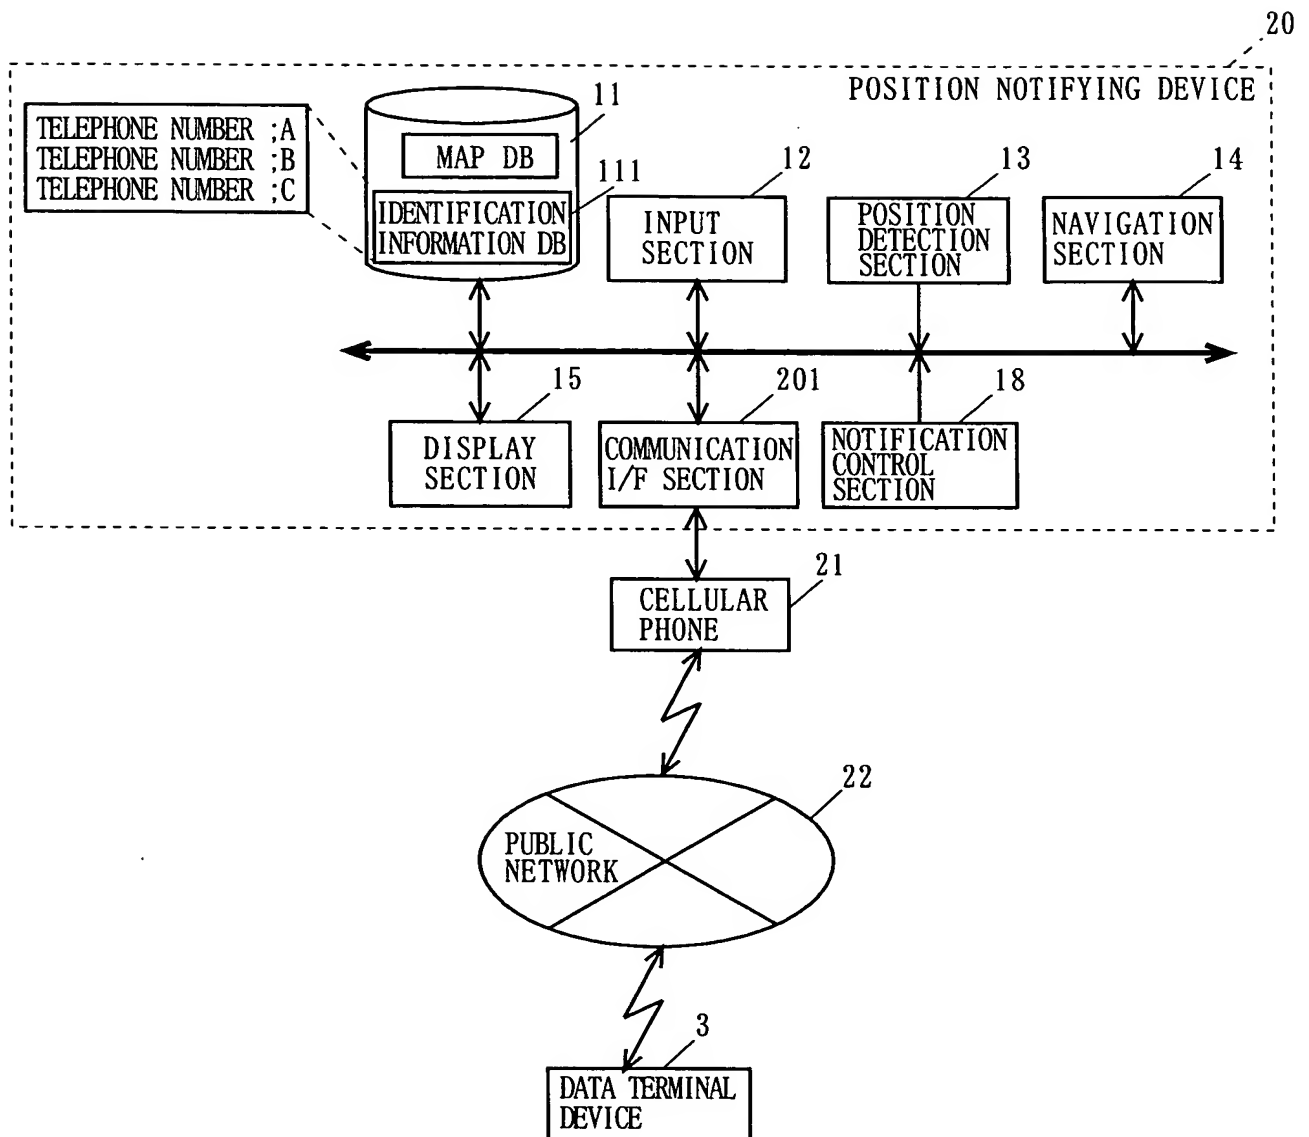 20
POSITION NOTIFYING DEVICE
TELEPHONE NUMBER ;A
TELEPHONE NUMBER ;B
TELEPHONE NUMBER ;C
11
MAP DB
111
IDENTIFICATION
INFORMATION DB
12
INPUT
SECTION
13
POSITION
DETECTION
SECTION
14
NAVIGATION
SECTION
15
DISPLAY
SECTION
201
COMMUNICATION
I/F SECTION
18
NOTIFICATION
CONTROL
SECTION
21
CELLULAR
PHONE
22
PUBLIC
NETWORK
3
DATA TERMINAL
DEVICE